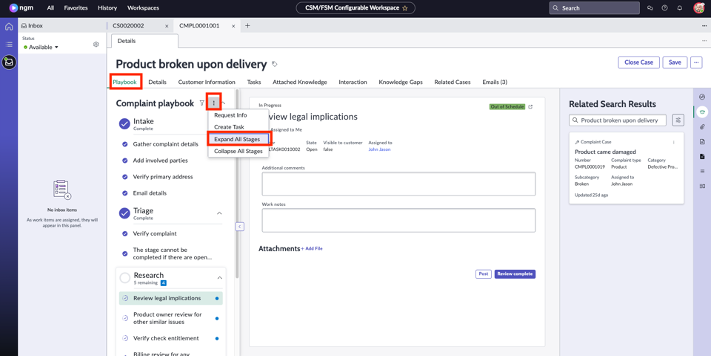 ngm
All
Favorites
History
Workspaces
CSM/FSM Configurable Workspace
Search
Inbox
CS0020002
CMPL0001001
Status
Available
Details
Product broken upon delivery
Close Case
Save
Playbook
Details
Customer Information
Tasks
Attached Knowledge
Interaction
Knowledge Gaps
Related Cases
Emails (3)
Complaint playbook
Request Info
Create Task
Expand All Stages
Collapse All Stages
Intake
Complete
Gather complaint details
Add involved parties
Verify primary address
Email details
Triage
Complete
Verify complaint
The stage cannot be
completed if there are open...
Research
5 remaining
Review legal implications
Product owner review for
other similar issues
Verify check entitlement
Billing review for any
No inbox items
As work items are assigned, they will
appear in this panel
In Progress
Out of Schedule
view legal implications
Assigned to Me
State
Open
Visible to customer
false
Assigned to
John Jason
Additional comments
Work notes
Attachments
+ Add File
Post
Review complete
Related Search Results
Product broken upon delivery
Complaint Case
Product came damaged
Number
CMPL0001019
Complaint type
Product
Category
Defective Pro...
Subcategory
Broken
Assigned to
John Jason
Updated 25d ago